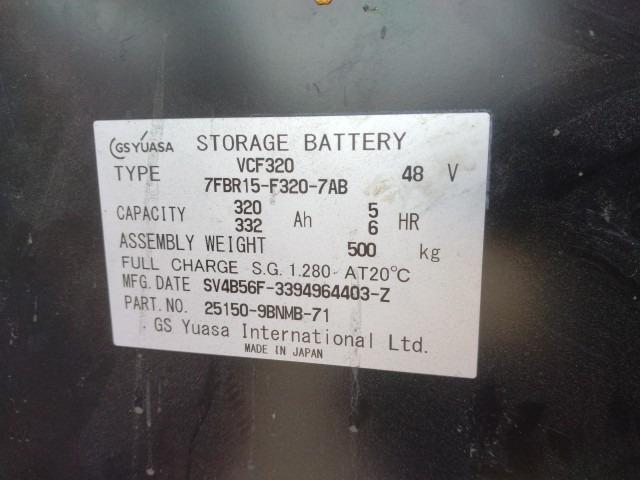 GS YUASA STORAGE BATTERY
TYPE VCF320 48 V
7FBR15-F320-7AB
CAPACITY 320 Ah 5 HR
332 6
ASSEMBLY WEIGHT 500 kg
FULL CHARGE S.G. 1.280 AT20℃
MFG. DATE SV4B56F-3394964403-Z
PART. NO. 25150-9BNMB-71
GS Yuasa International Ltd.
MADE IN JAPAN